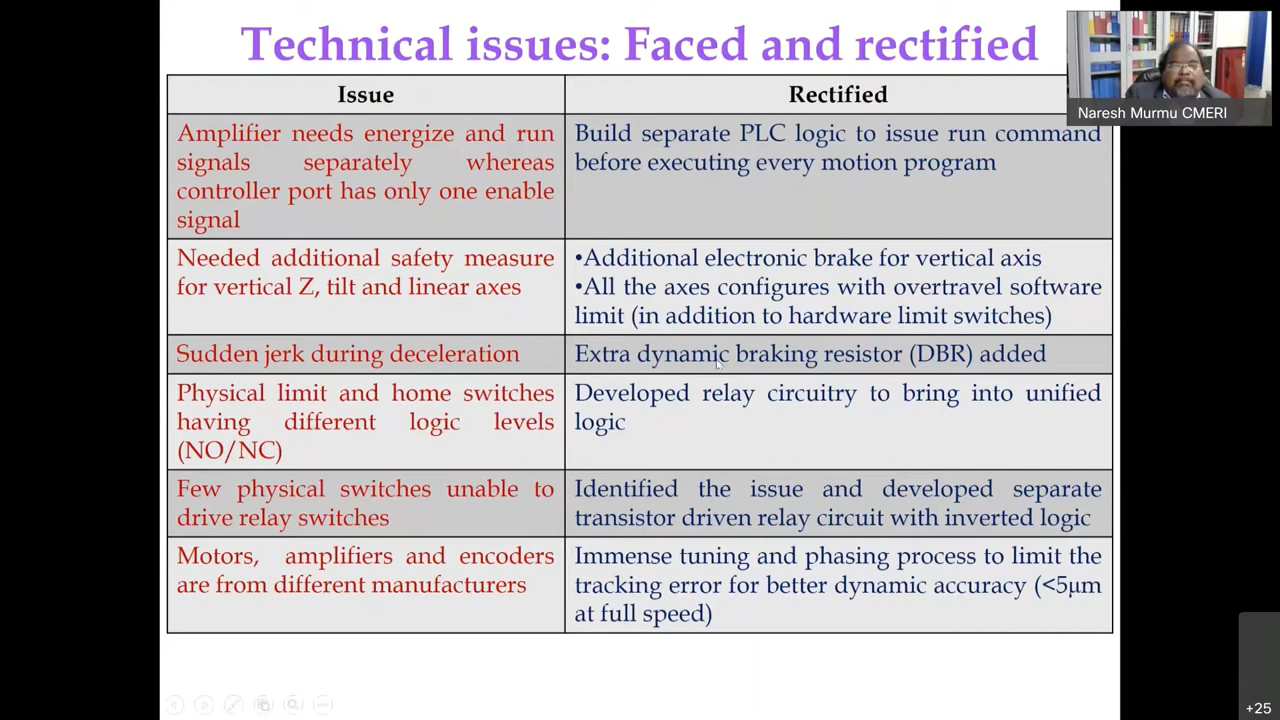 Technical issues: Faced and rectified
Naresh Murmu CMERI
Issue
Rectified
Amplifier needs energize and run
signals separately whereas
controller port has only one enable
signal
Build separate PLC logic to issue run command
before executing every motion program
Needed additional safety measure
for vertical Z, tilt and linear axes
•Additional electronic brake for vertical axis
•All the axes configures with overtravel software
limit (in addition to hardware limit switches)
Sudden jerk during deceleration
Extra dynamic braking resistor (DBR) added
Physical limit and home switches
having different logic levels
(NO/NC)
Developed relay circuitry to bring into unified
logic
Few physical switches unable to
drive relay switches
Identified the issue and developed separate
transistor driven relay circuit with inverted logic
Motors, amplifiers and encoders
are from different manufacturers
Immense tuning and phasing process to limit the
tracking error for better dynamic accuracy (<5µm
at full speed)
+25